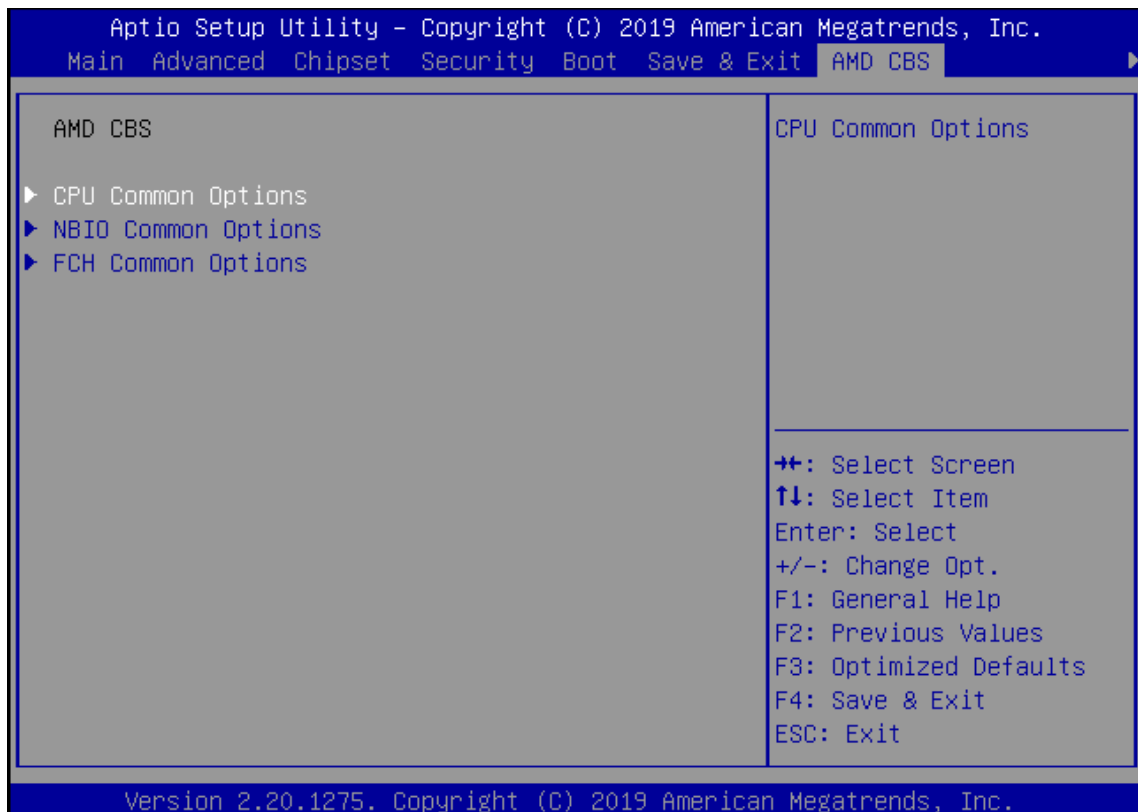 Aptio Setup Utility – Copyright (C) 2019 American Megatrends, Inc.
Main Advanced Chipset Security Boot Save & Exit AMD CBS
AMD CBS
CPU Common Options
NBIO Common Options
FCH Common Options
CPU Common Options
→←: Select Screen
↑↓: Select Item
Enter: Select
+/-: Change Opt.
F1: General Help
F2: Previous Values
F3: Optimized Defaults
F4: Save & Exit
ESC: Exit
Version 2.20.1275. Copyright (C) 2019 American Megatrends, Inc.